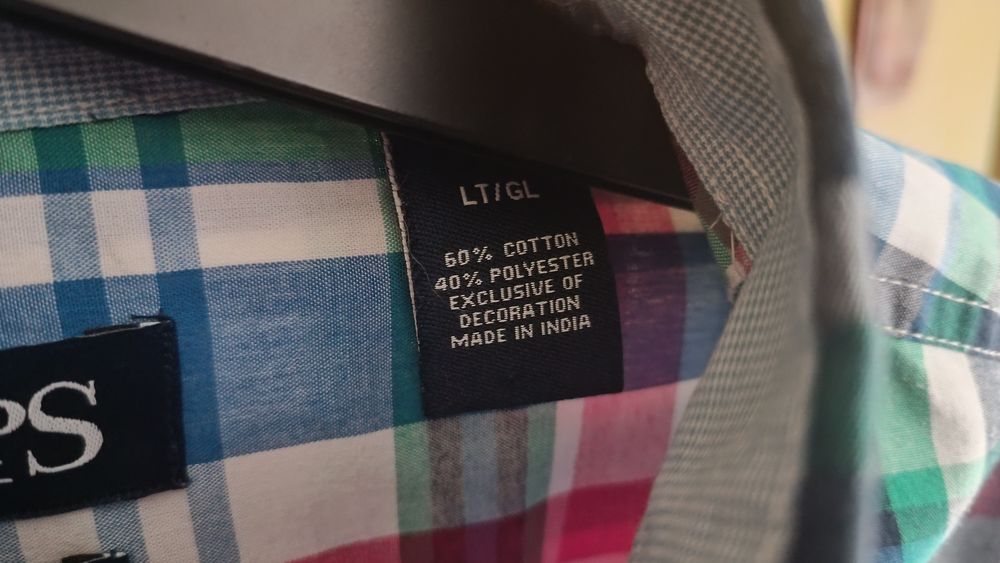 LT/GL
60% COTTON
40% POLYESTER
EXCLUSIVE OF
DECORATION
MADE IN INDIA
PS